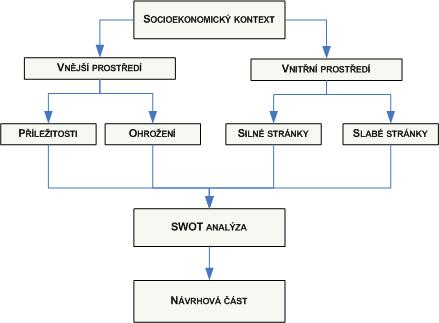 SOCIOEKONOMICKÝ KONTEXT
VNĚJŠÍ PROSTŘEDÍ
VNITŘNÍ PROSTŘEDÍ
PŘÍLEŽITOSTI
OHROŽENÍ
SILNÉ STRÁNKY
SLABÉ STRÁNKY
SWOT ANALÝZA
NÁVRHOVÁ ČÁST